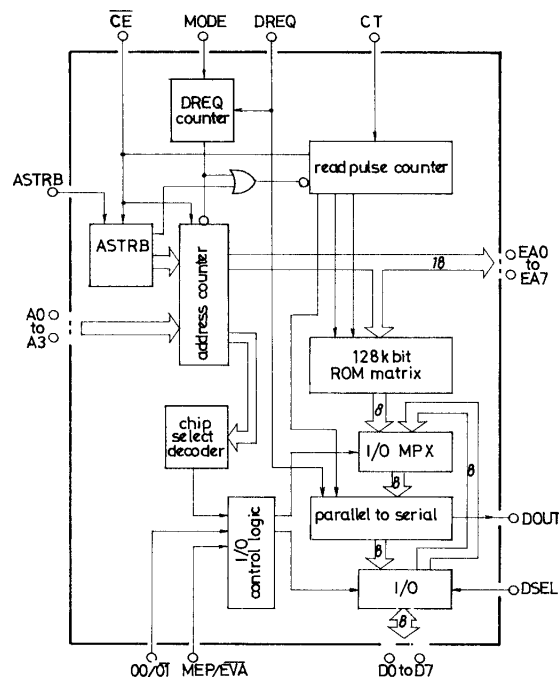 CE MODE DREQ CT
DREQ
counter
read pulse counter
ASTRB
ASTRB
address counter
18
EA0
to
EA7
A0
to
A3
128k bit
ROM matrix
8
chip
select
decoder
I/O MPX
8
8
I/O
control logic
parallel to serial
DOUT
8
I/O
DSEL
8
00/01 MEP/EVA
D0 to D7